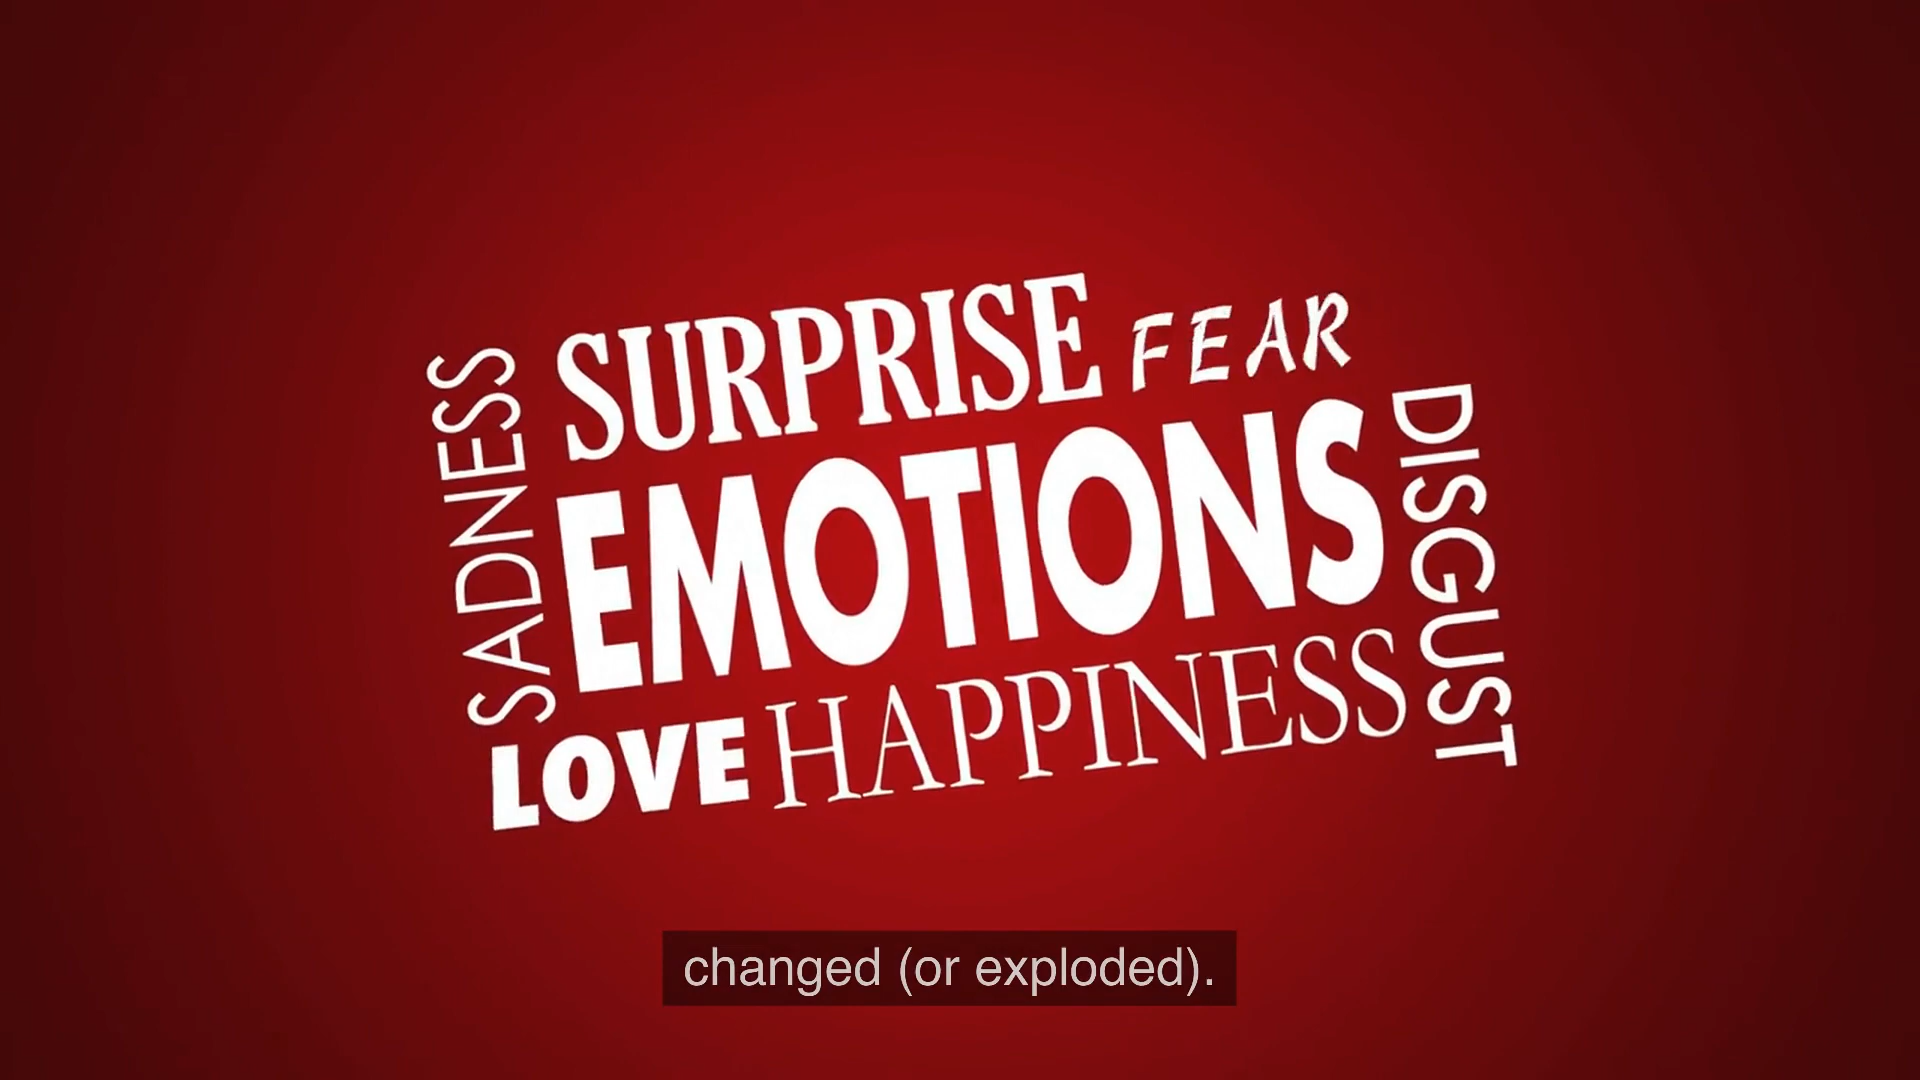 SADNESS
SURPRISE
FEAR
EMOTIONS
DISGUST
LOVE
HAPPINESS
changed (or exploded).